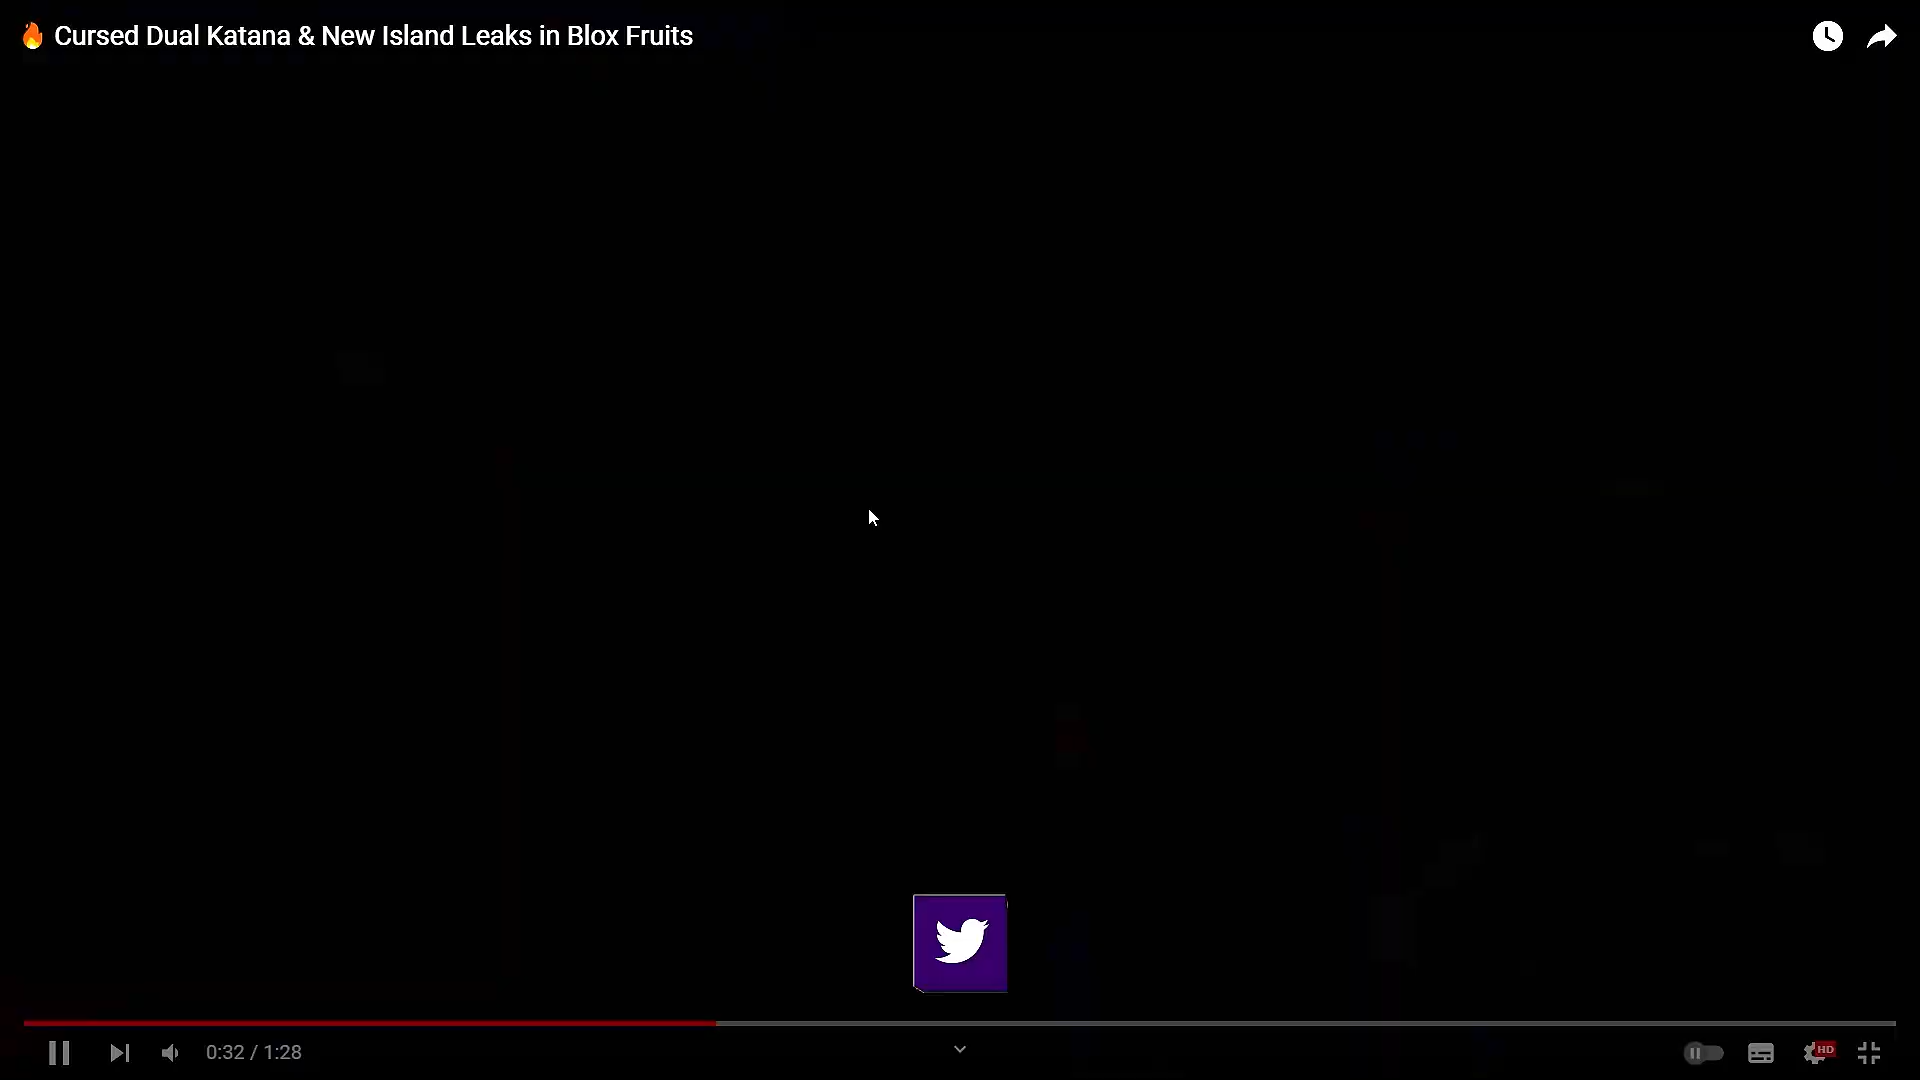 🔥 Cursed Dual Katana & New Island Leaks in Blox Fruits
0:32 / 1:28
HD